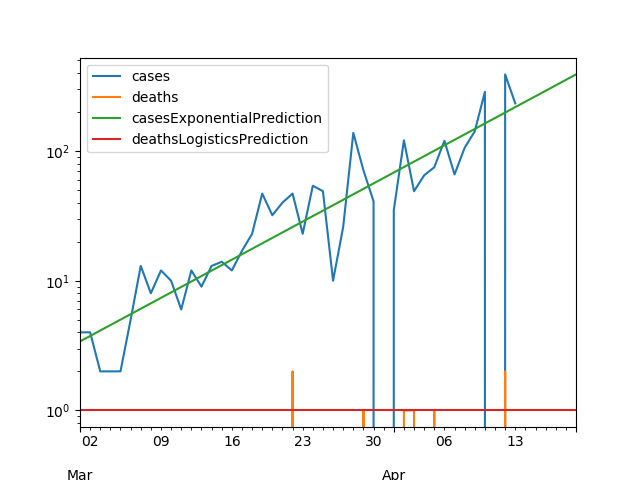 cases
deaths
casesExponentialPrediction
deathsLogisticsPrediction
10²
10¹
10⁰
02 09 16 23 30 06 13
Mar Apr